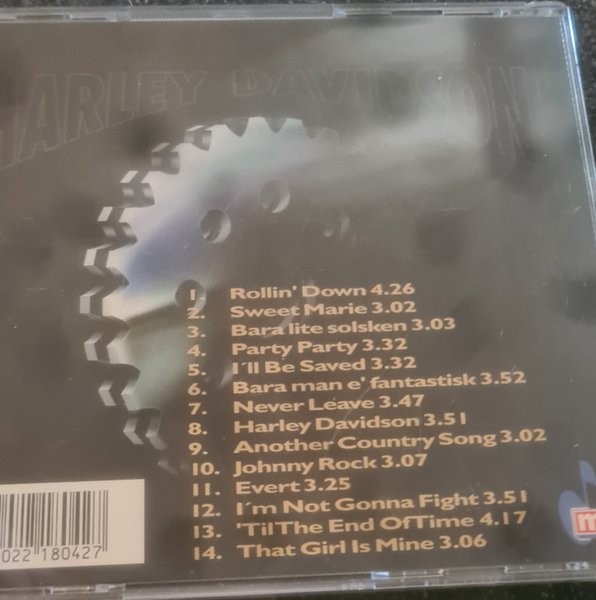 HARLEY DAVIDSON
1. Rollin' Down 4.26
2. Sweet Marie 3.02
3. Bara lite solsken 3.03
4. Party Party 3.32
5. I´ll Be Saved 3.32
6. Bara man e' fantastisk 3.52
7. Never Leave 3.47
8. Harley Davidson 3.51
9. Another Country Song 3.02
10. Johnny Rock 3.07
11. Evert 3.25
12. I´m Not Gonna Fight 3.51
13. 'Til The End Of Time 4.17
14. That Girl Is Mine 3.06
022 180427
m